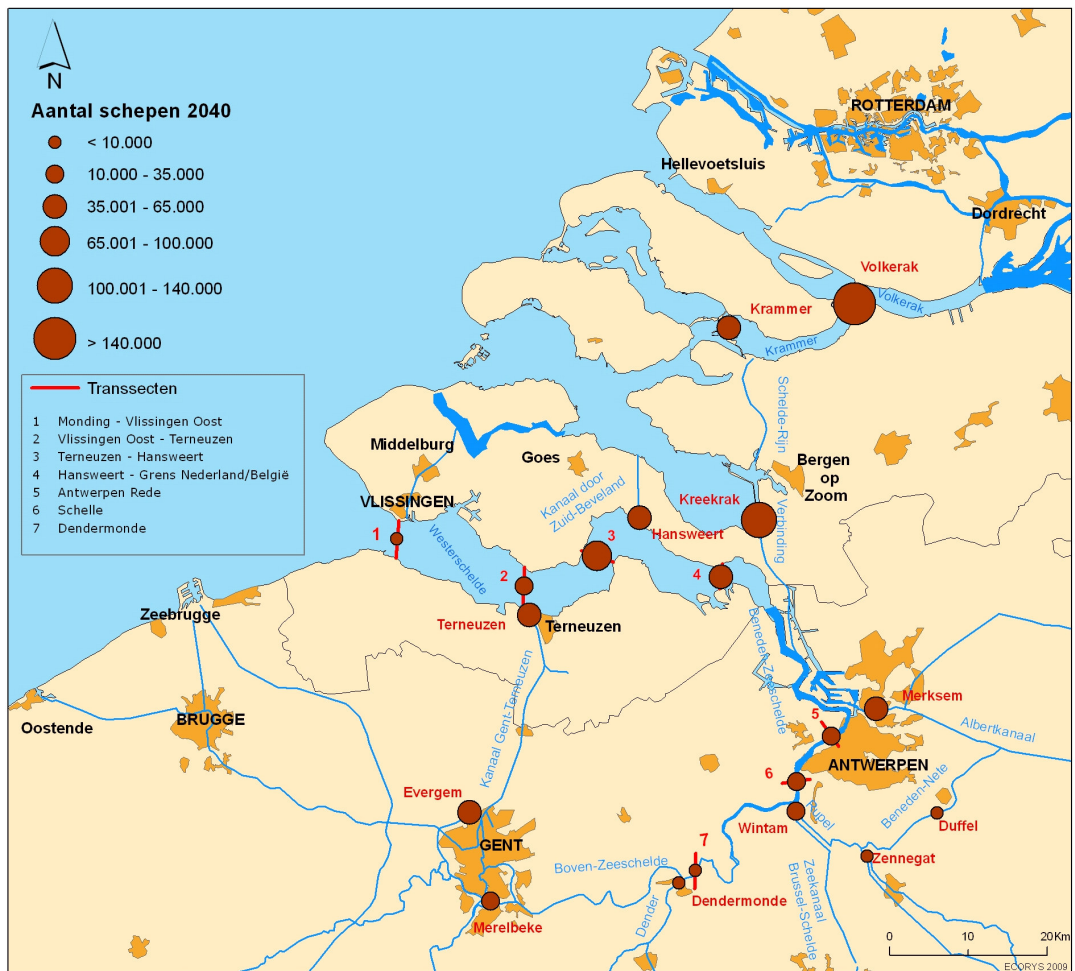 N
Aantal schepen 2040
< 10.000
10.000 - 35.000
35.001 - 65.000
65.001 - 100.000
100.001 - 140.000
> 140.000
Transsecten
1 Monding - Vlissingen Oost
2 Vlissingen Oost - Terneuzen
3 Terneuzen - Hansweert
4 Hansweert - Grens Nederland/België
5 Antwerpen Rede
6 Schelle
7 Dendermonde
ROTTERDAM
Hellevoetsluis
Dordrecht
Volkerak
Volkerak
Krammer
Krammer
Schelde-Rijn
Verbinding
Middelburg
Goes
Bergen
op
Zoom
VLISSINGEN
Kanaal door
Zuid-Beveland
Kreekrak
Hansweert
1
Westerschelde
2
3
4
Zeebrugge
Terneuzen
Terneuzen
Beneden-Zeeschelde
Oostende
BRUGGE
Kanaal Gent-Terneuzen
Merksem
Albertkanaal
5
ANTWERPEN
6
Beneden-Nete
Evergem
Wintam
Rupel
Duffel
GENT
7
Zennegat
Boven-Zeeschelde
Dender
Dendermonde
Zeekanaal
Brussel-Schelde
Merelbeke
0 10 20Km
ECORYS 2009